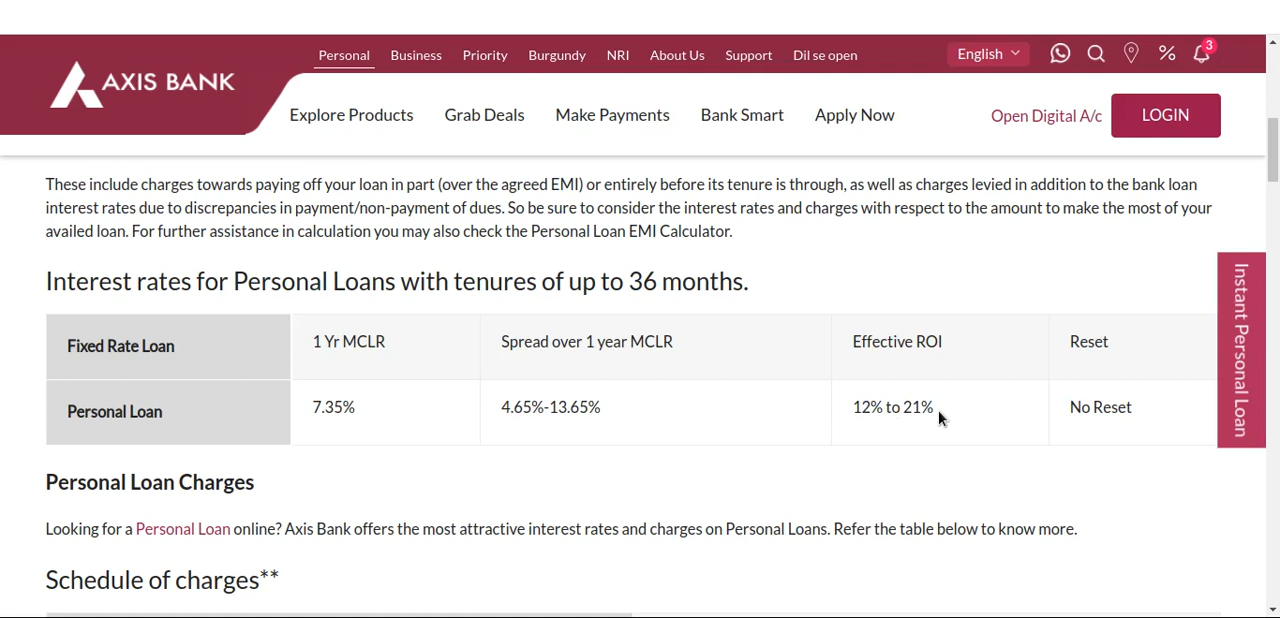 Personal Business Priority Burgundy NRI About Us Support Dil se open English 3
AXIS BANK
Explore Products Grab Deals Make Payments Bank Smart Apply Now Open Digital A/c LOGIN
These include charges towards paying off your loan in part (over the agreed EMI) or entirely before its tenure is through, as well as charges levied in addition to the bank loan
interest rates due to discrepancies in payment/non-payment of dues. So be sure to consider the interest rates and charges with respect to the amount to make the most of your
availed loan. For further assistance in calculation you may also check the Personal Loan EMI Calculator.
Interest rates for Personal Loans with tenures of up to 36 months.
Fixed Rate Loan 1 Yr MCLR Spread over 1 year MCLR Effective ROI Reset
Personal Loan 7.35% 4.65%-13.65% 12% to 21% No Reset
Instant Personal Loan
Personal Loan Charges
Looking for a Personal Loan online? Axis Bank offers the most attractive interest rates and charges on Personal Loans. Refer the table below to know more.
Schedule of charges**